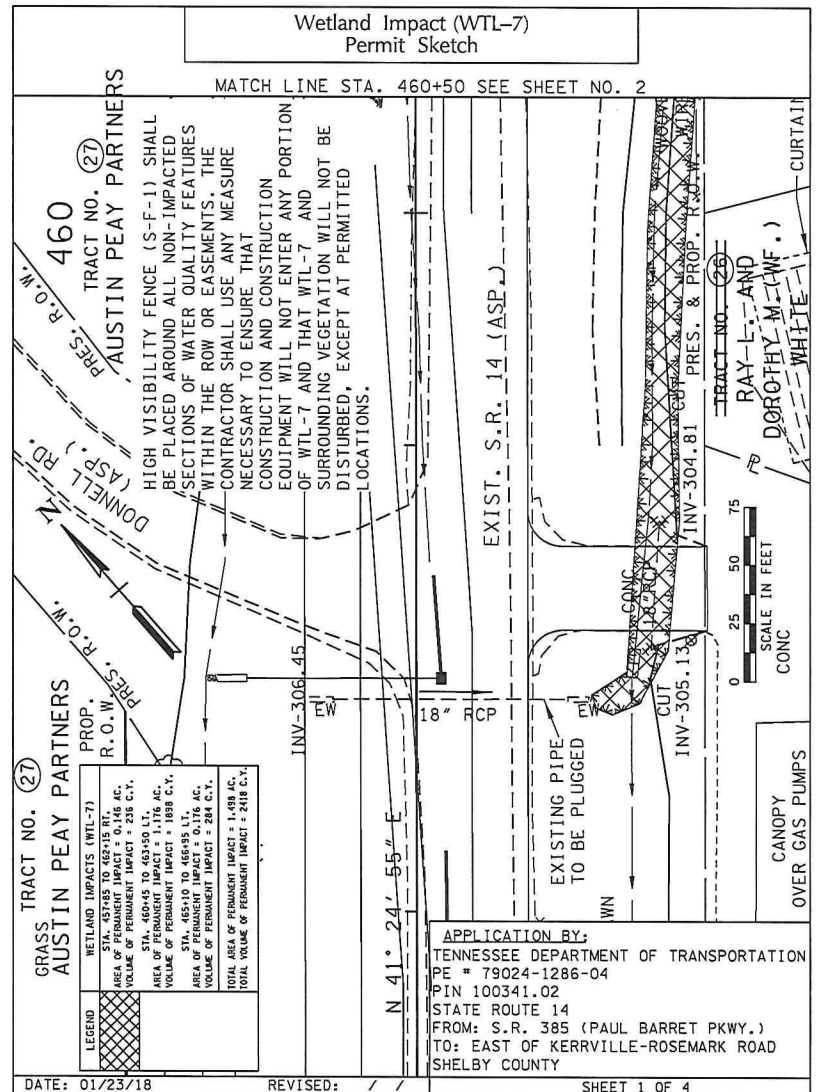 Wetland Impact (WTL-7)
Permit Sketch
MATCH LINE STA. 460+50 SEE SHEET NO. 2
460
TRACT NO. 27
AUSTIN PEAY PARTNERS
PRES. R.O.W.
HIGH VISIBILITY FENCE (S-F-1) SHALL
BE PLACED AROUND ALL NON-IMPACTED
SECTIONS OF WATER QUALITY FEATURES
WITHIN THE ROW OR EASEMENTS. THE
CONTRACTOR SHALL USE ANY MEASURE
NECESSARY TO ENSURE THAT
CONSTRUCTION AND CONSTRUCTION
EQUIPMENT WILL NOT ENTER ANY PORTION
OF WTL-7 AND THAT WTL-7 AND
SURROUNDING VEGETATION WILL NOT BE
DISTURBED, EXCEPT AT PERMITTED
LOCATIONS.
DONNELL RD.
(ASP.)
N
PRES. R.O.W.
EXIST. S.R. 14 (ASP.)
CUT
PRES. & PROP. R.O.W.
TRACT NO. 26
RAY L. AND
DOROTHY M. (WF.)
WHITE
CURTAIN
PL
INV-304.81
CONC
18" RCP
CUT
INV-305.13
0 25 50 75
SCALE IN FEET
CONC
INV-306.45
EW
18" RCP
EW
EXISTING PIPE
TO BE PLUGGED
CANOPY
OVER GAS PUMPS
WN
N 41° 24' 55" E
GRASS
TRACT NO. 27
AUSTIN PEAY PARTNERS
PROP.
R.O.W.
LEGEND
WETLAND IMPACTS (WTL-7)
STA. 457+85 TO 462+15 RT.
AREA OF PERMANENT IMPACT = 0.146 AC.
VOLUME OF PERMANENT IMPACT = 236 C.Y.
STA. 460+45 TO 463+50 LT.
AREA OF PERMANENT IMPACT = 1.176 AC.
VOLUME OF PERMANENT IMPACT = 1898 C.Y.
STA. 465+10 TO 466+95 LT.
AREA OF PERMANENT IMPACT = 0.176 AC.
VOLUME OF PERMANENT IMPACT = 284 C.Y.
TOTAL AREA OF PERMANENT IMPACT = 1.498 AC.
TOTAL VOLUME OF PERMANENT IMPACT = 2418 C.Y.
APPLICATION BY:
TENNESSEE DEPARTMENT OF TRANSPORTATION
PE # 79024-1286-04
PIN 100341.02
STATE ROUTE 14
FROM: S.R. 385 (PAUL BARRET PKWY.)
TO: EAST OF KERRVILLE-ROSEMARK ROAD
SHELBY COUNTY
DATE: 01/23/18
REVISED: / /
SHEET 1 OF 4